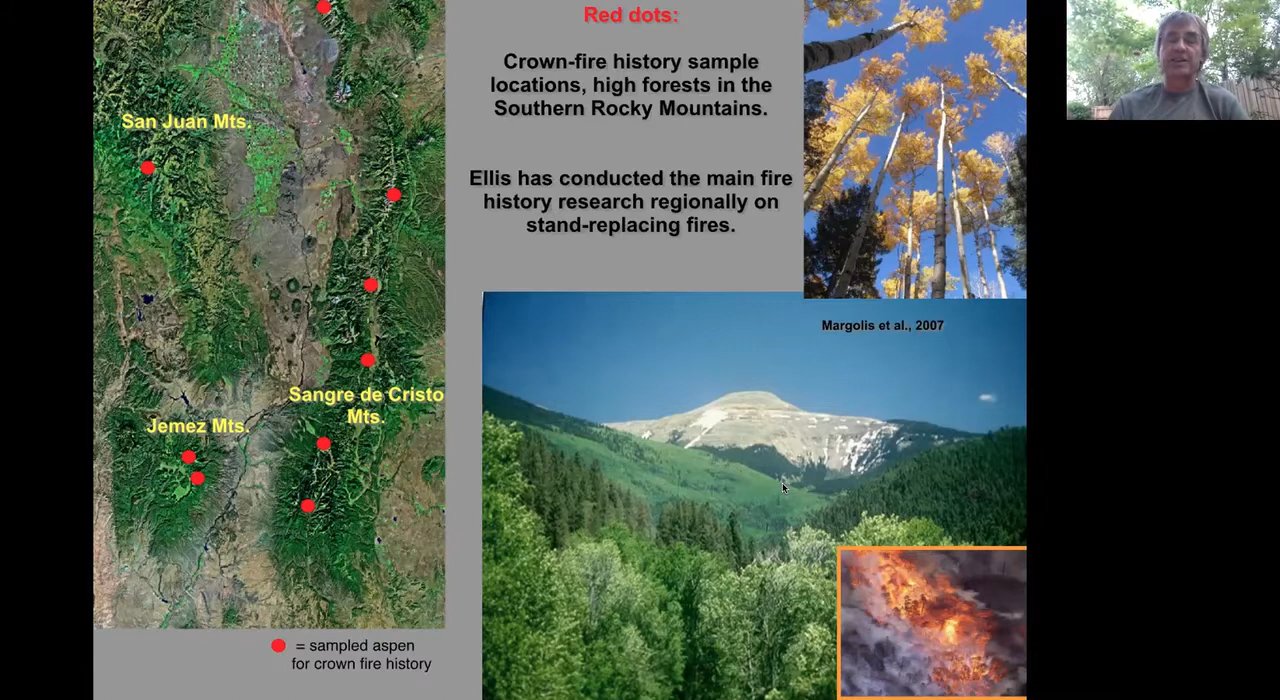 Red dots:
Crown-fire history sample
locations, high forests in the
Southern Rocky Mountains.
Ellis has conducted the main fire
history research regionally on
stand-replacing fires.
San Juan Mts.
Sangre de Cristo
Mts.
Jemez Mts.
= sampled aspen
for crown fire history
Margolis et al., 2007